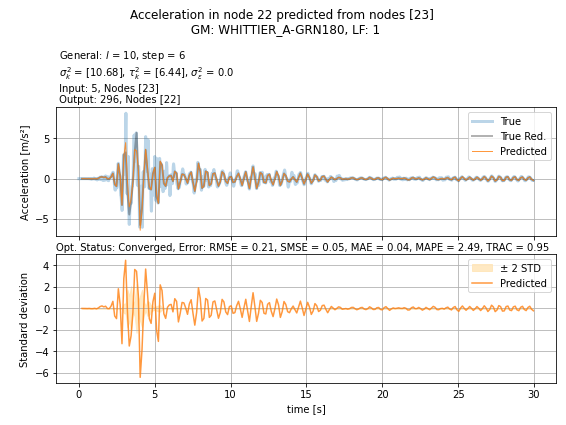 Acceleration in node 22 predicted from nodes [23]
GM: WHITTIER_A-GRN180, LF: 1
General: l = 10, step = 6
σ²ₖ = [10.68], τ²ₖ = [6.44], σ²ε = 0.0
Input: 5, Nodes [23]
Output: 296, Nodes [22]
Acceleration [m/s²]
5
0
−5
True
True Red.
Predicted
Opt. Status: Converged, Error: RMSE = 0.21, SMSE = 0.05, MAE = 0.04, MAPE = 2.49, TRAC = 0.95
Standard deviation
4
2
0
−2
−4
−6
± 2 STD
Predicted
0 5 10 15 20 25 30
time [s]